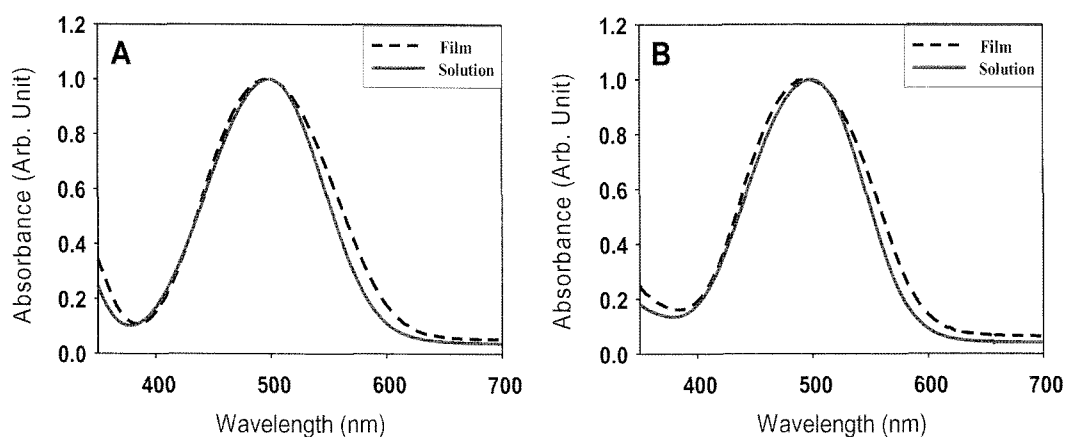 A
Film
Solution
1.2
1.0
0.8
0.6
0.4
0.2
0.0
Absorbance (Arb. Unit)
400
500
600
700
Wavelength (nm)
B
Film
Solution
1.2
1.0
0.8
0.6
0.4
0.2
0.0
Absorbance (Arb. Unit)
400
500
600
700
Wavelength (nm)